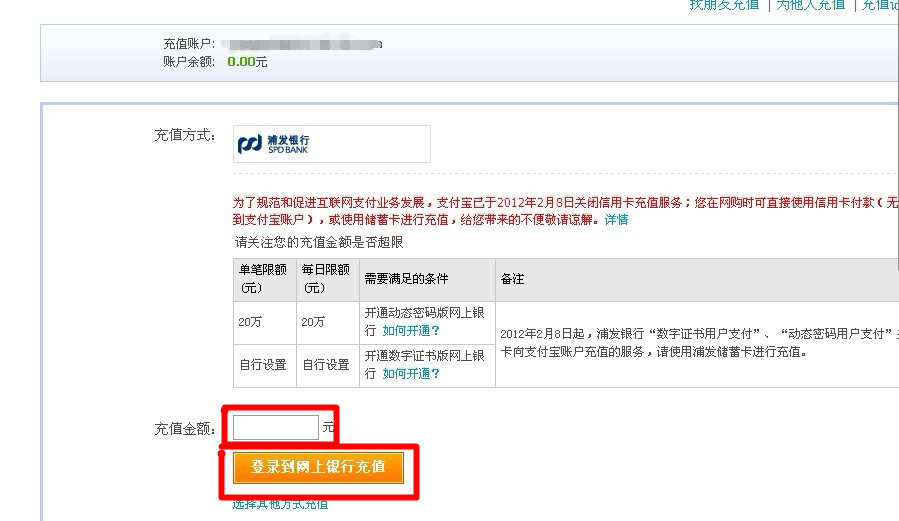 找朋友充值 | 为他人充值 | 充值
充值账户:
账户余额: 0.00元
充值方式:
浦发银行
SPD BANK
为了规范和促进互联网支付业务发展，支付宝已于2012年2月8日关闭信用卡充值服务；您在网购时可直接使用信用卡付款（无
到支付宝账户），或使用储蓄卡进行充值，给您带来的不便敬请谅解。详情
请关注您的充值金额是否超限
单笔限额(元) 每日限额(元) 需要满足的条件 备注
20万 20万 开通动态密码版网上银行 如何开通?
自行设置 自行设置 开通数字证书版网上银行 如何开通?
2012年2月8日起，浦发银行“数字证书用户支付”、“动态密码用户支付”
卡向支付宝账户充值的服务，请使用浦发储蓄卡进行充值。
充值金额: 元
登录到网上银行充值
选择其他方式充值